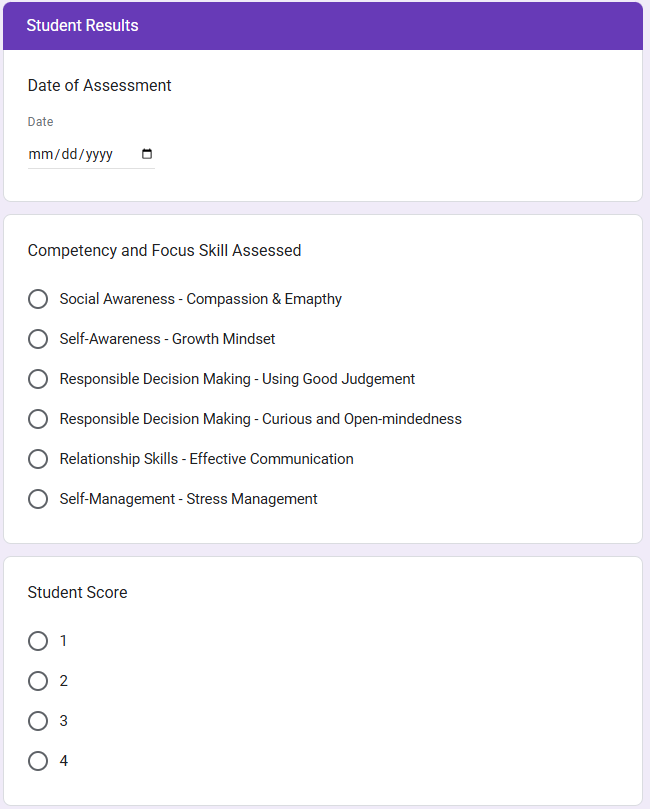 Student Results
Date of Assessment
Date
mm/dd/yyyy
Competency and Focus Skill Assessed
Social Awareness - Compassion & Emapthy
Self-Awareness - Growth Mindset
Responsible Decision Making - Using Good Judgement
Responsible Decision Making - Curious and Open-mindedness
Relationship Skills - Effective Communication
Self-Management - Stress Management
Student Score
1
2
3
4